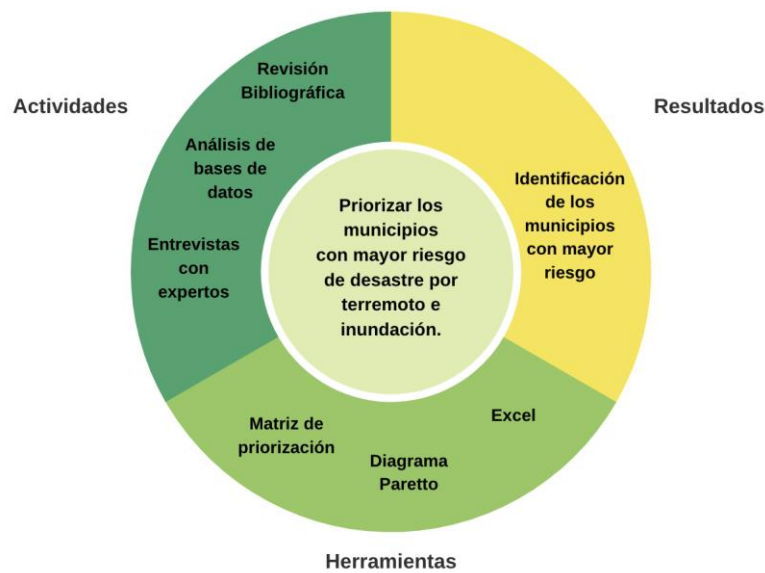 Actividades
Revisión
Bibliográfica
Análisis de
bases de
datos
Entrevistas
con
expertos
Priorizar los
municipios
con mayor riesgo
de desastre por
terremoto e
inundación.
Resultados
Identificación
de los
municipios
con mayor
riesgo
Matriz de
priorización
Diagrama
Paretto
Excel
Herramientas